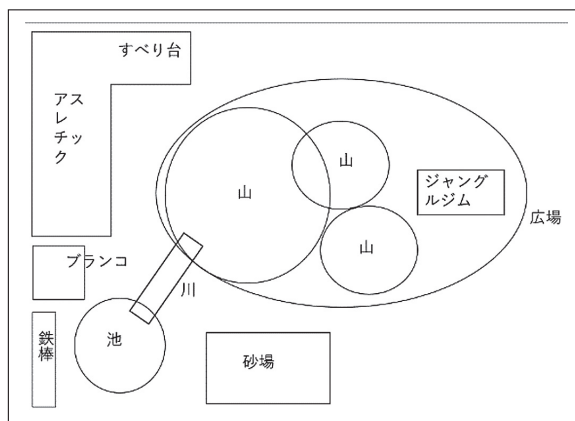 すべり台
アスレチック
山
山
ジャング
ルジム
広場
山
ブランコ
川
鉄棒
池
砂場